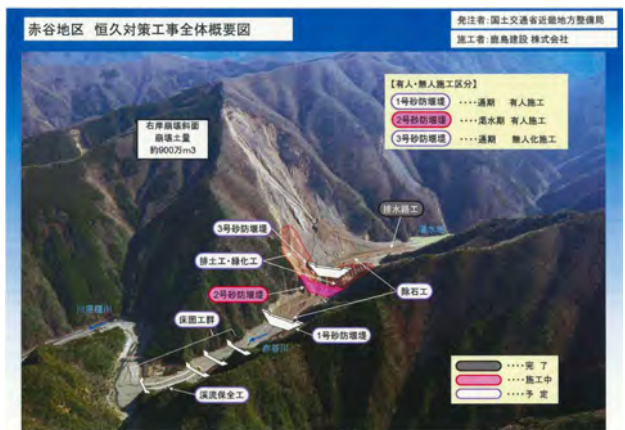 赤谷地区 恒久対策工事全体概要図
発注者:国土交通省近畿地方整備局
施工者:鹿島建設 株式会社
【有人・無人施工区分】
1号砂防堰堤 ‥‥通期 有人施工
2号砂防堰堤 ‥‥渇水期 有人施工
3号砂防堰堤 ‥‥通期 無人化施工
右岸崩壊斜面
崩壊土量
約900万m3
排水路工
湛水池
3号砂防堰堤
排土工・緑化工
2号砂防堰堤
除石工
川原樋川
床固工群
1号砂防堰堤
赤谷川
渓流保全工
‥‥完 了
‥‥施工中
‥‥予 定